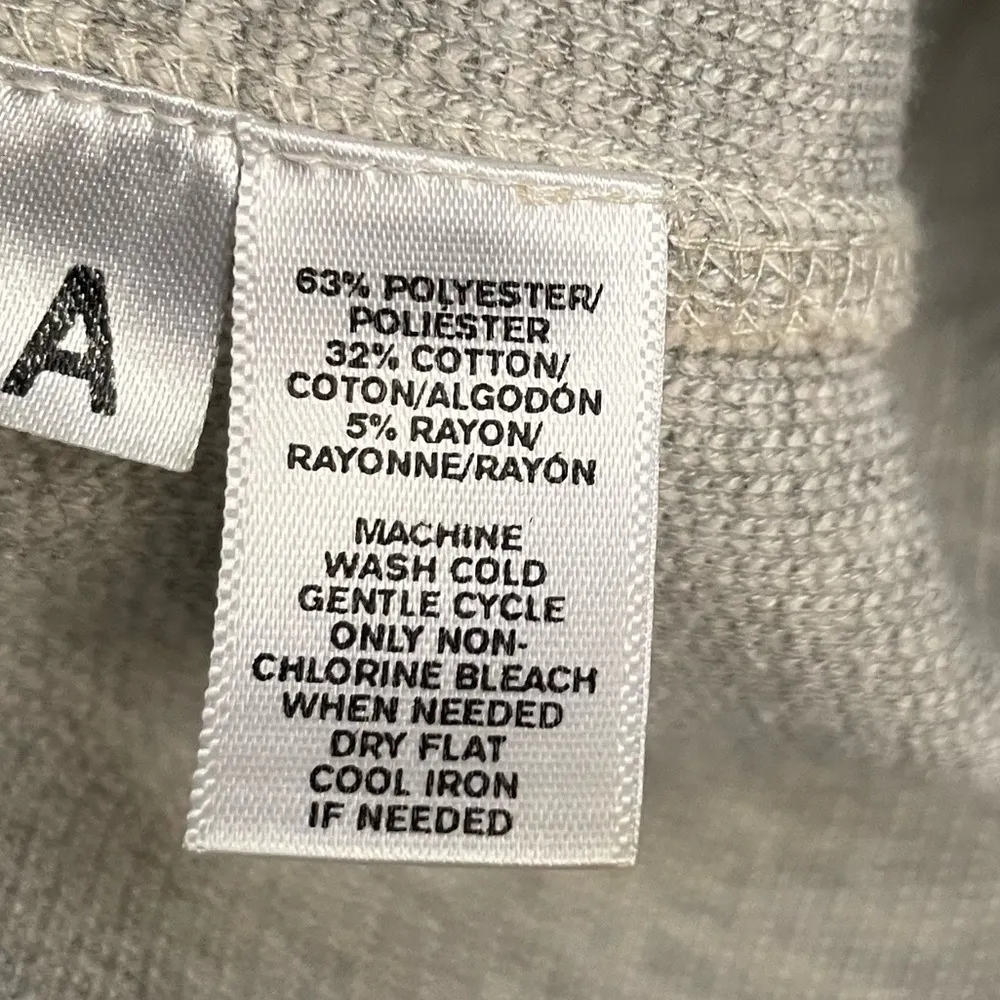 A
63% POLYESTER/
POLIÉSTER
32% COTTON/
COTON/ALGODÓN
5% RAYON/
RAYONNE/RAYÓN
MACHINE
WASH COLD
GENTLE CYCLE
ONLY NON-
CHLORINE BLEACH
WHEN NEEDED
DRY FLAT
COOL IRON
IF NEEDED